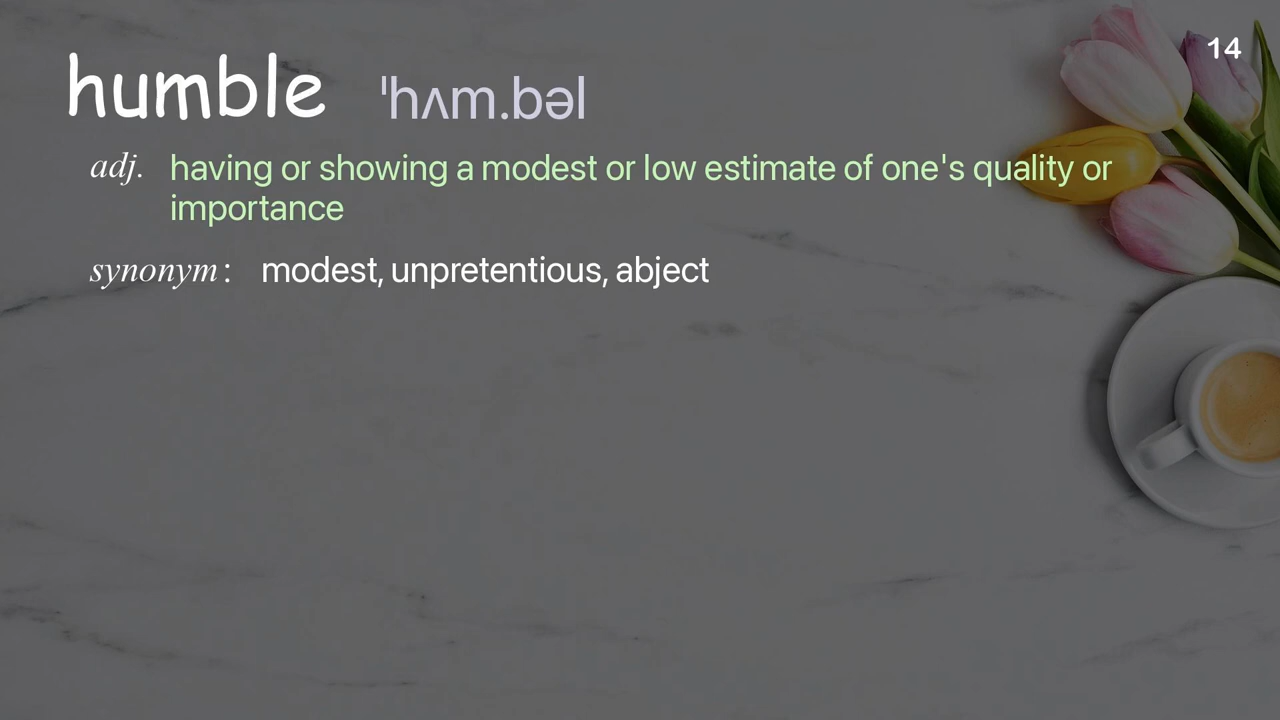 14
humble ˈhʌm.bəl
adj. having or showing a modest or low estimate of one's quality or
importance
synonym: modest, unpretentious, abject